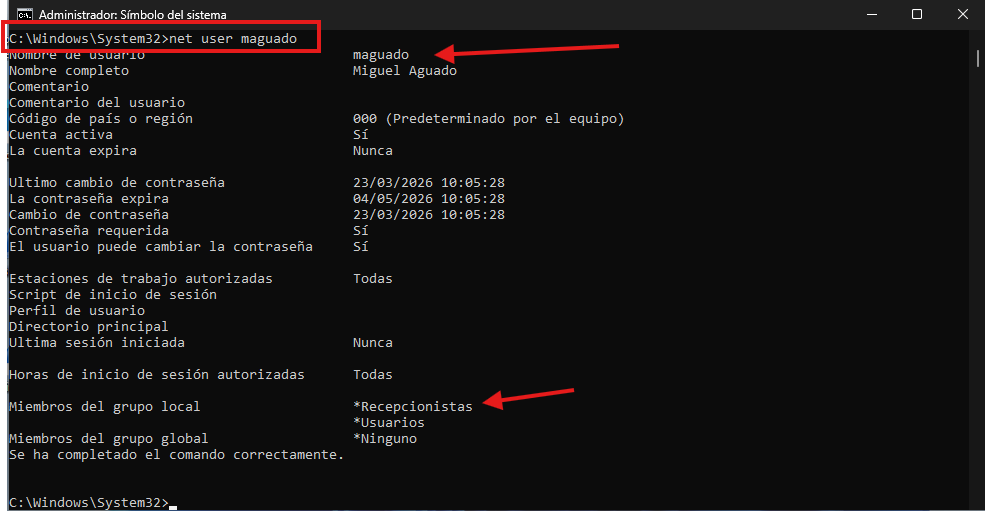 Administrador: Símbolo del sistema
C:\Windows\System32>net user maguado
Nombre de usuario maguado
Nombre completo Miguel Aguado
Comentario
Comentario del usuario
Código de país o región 000 (Predeterminado por el equipo)
Cuenta activa Sí
La cuenta expira Nunca
Ultimo cambio de contraseña 23/03/2026 10:05:28
La contraseña expira 04/05/2026 10:05:28
Cambio de contraseña 23/03/2026 10:05:28
Contraseña requerida Sí
El usuario puede cambiar la contraseña Sí
Estaciones de trabajo autorizadas Todas
Script de inicio de sesión
Perfil de usuario
Directorio principal
Ultima sesión iniciada Nunca
Horas de inicio de sesión autorizadas Todas
Miembros del grupo local *Recepcionistas
*Usuarios
Miembros del grupo global *Ninguno
Se ha completado el comando correctamente.
C:\Windows\System32>